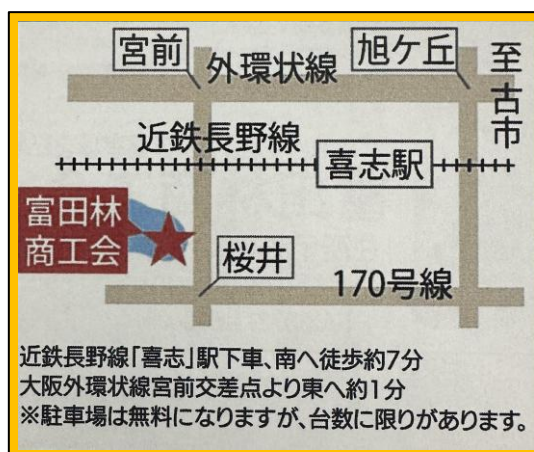 宮前
外環状線
旭ケ丘
至古市
近鉄長野線
喜志駅
富田林
商工会
桜井
170号線
近鉄長野線「喜志」駅下車、南へ徒歩約7分
大阪外環状線宮前交差点より東へ約1分
※駐車場は無料になりますが、台数に限りがあります。